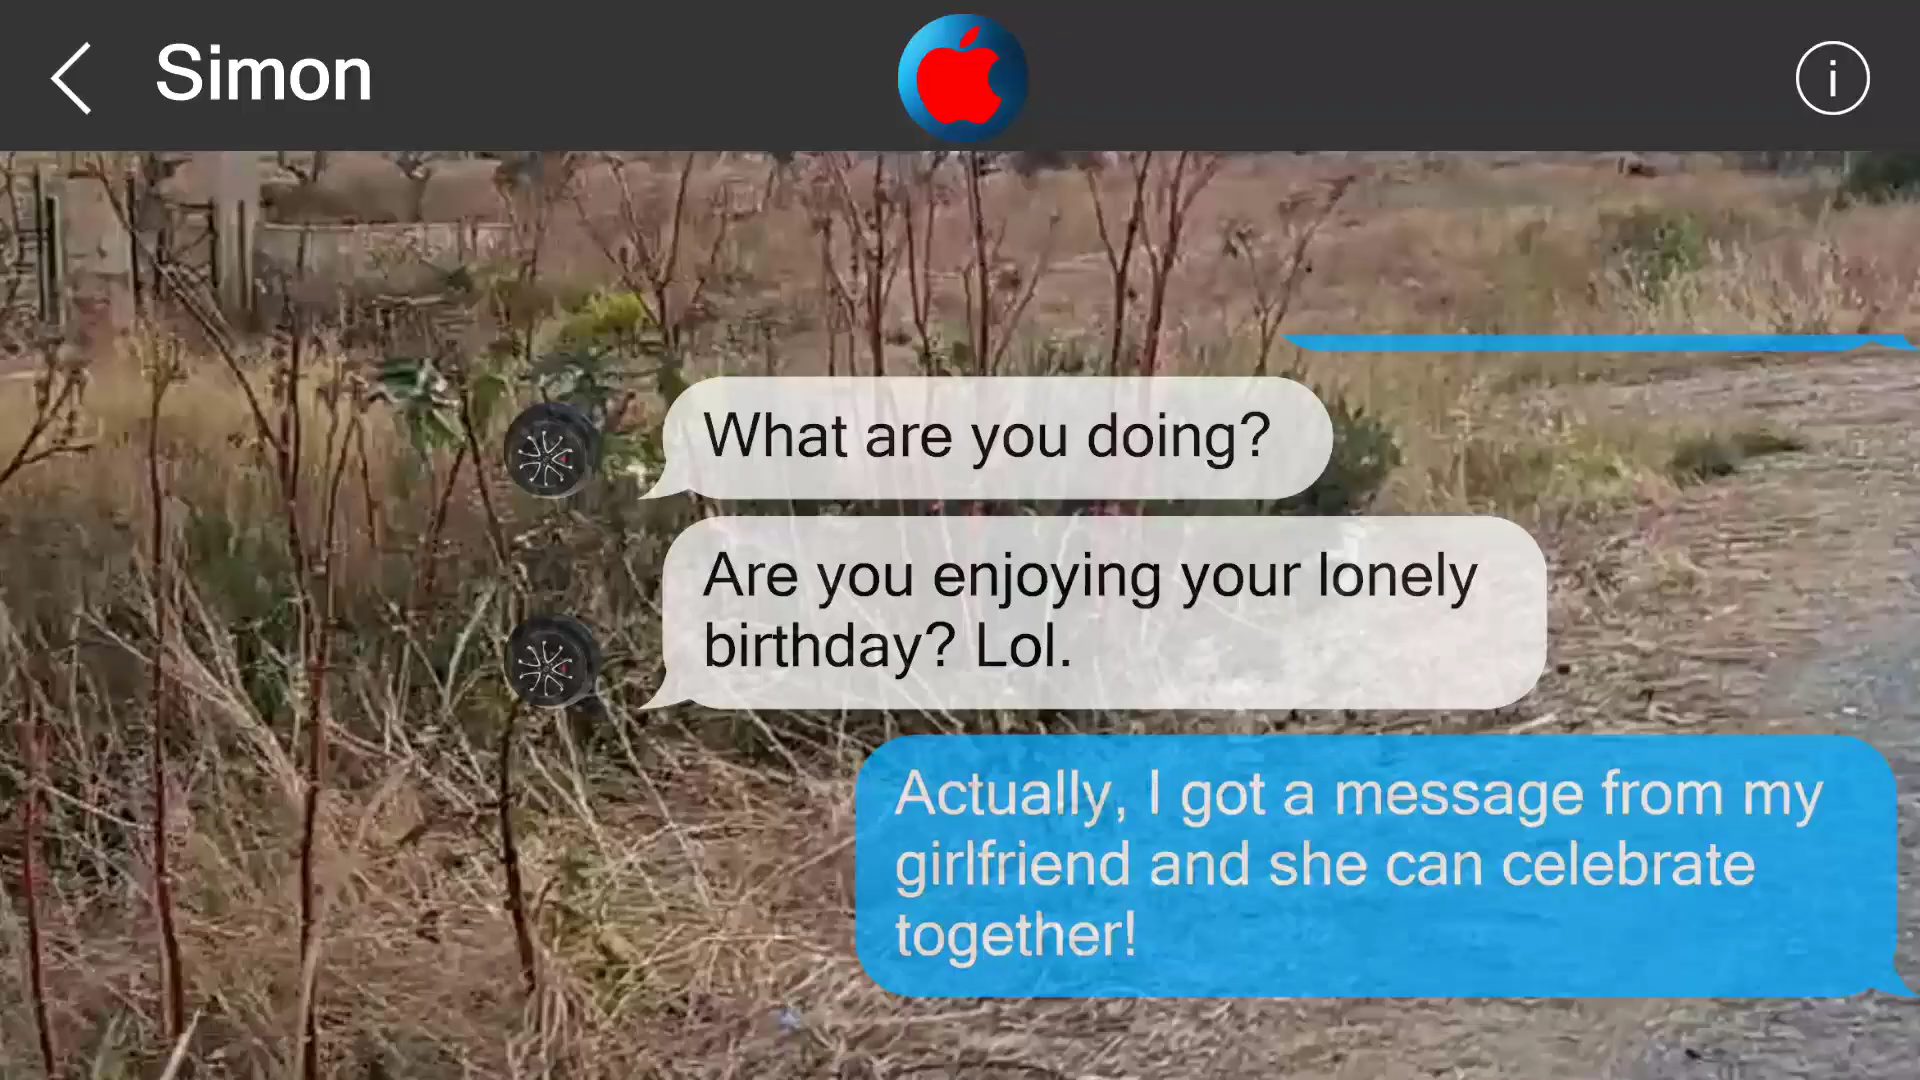 Simon
i
What are you doing?
Are you enjoying your lonely
birthday? Lol.
Actually, I got a message from my
girlfriend and she can celebrate
together!